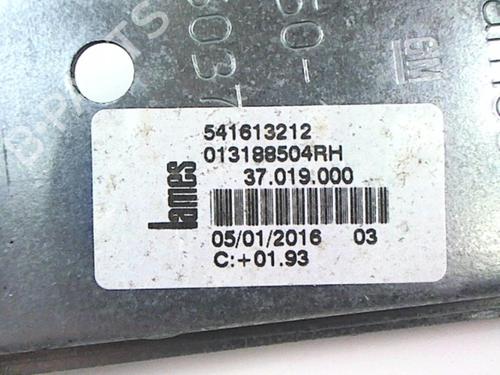 GM
541613212
013188504RH
lames
37.019.000
05/01/2016 03
C:+01.93